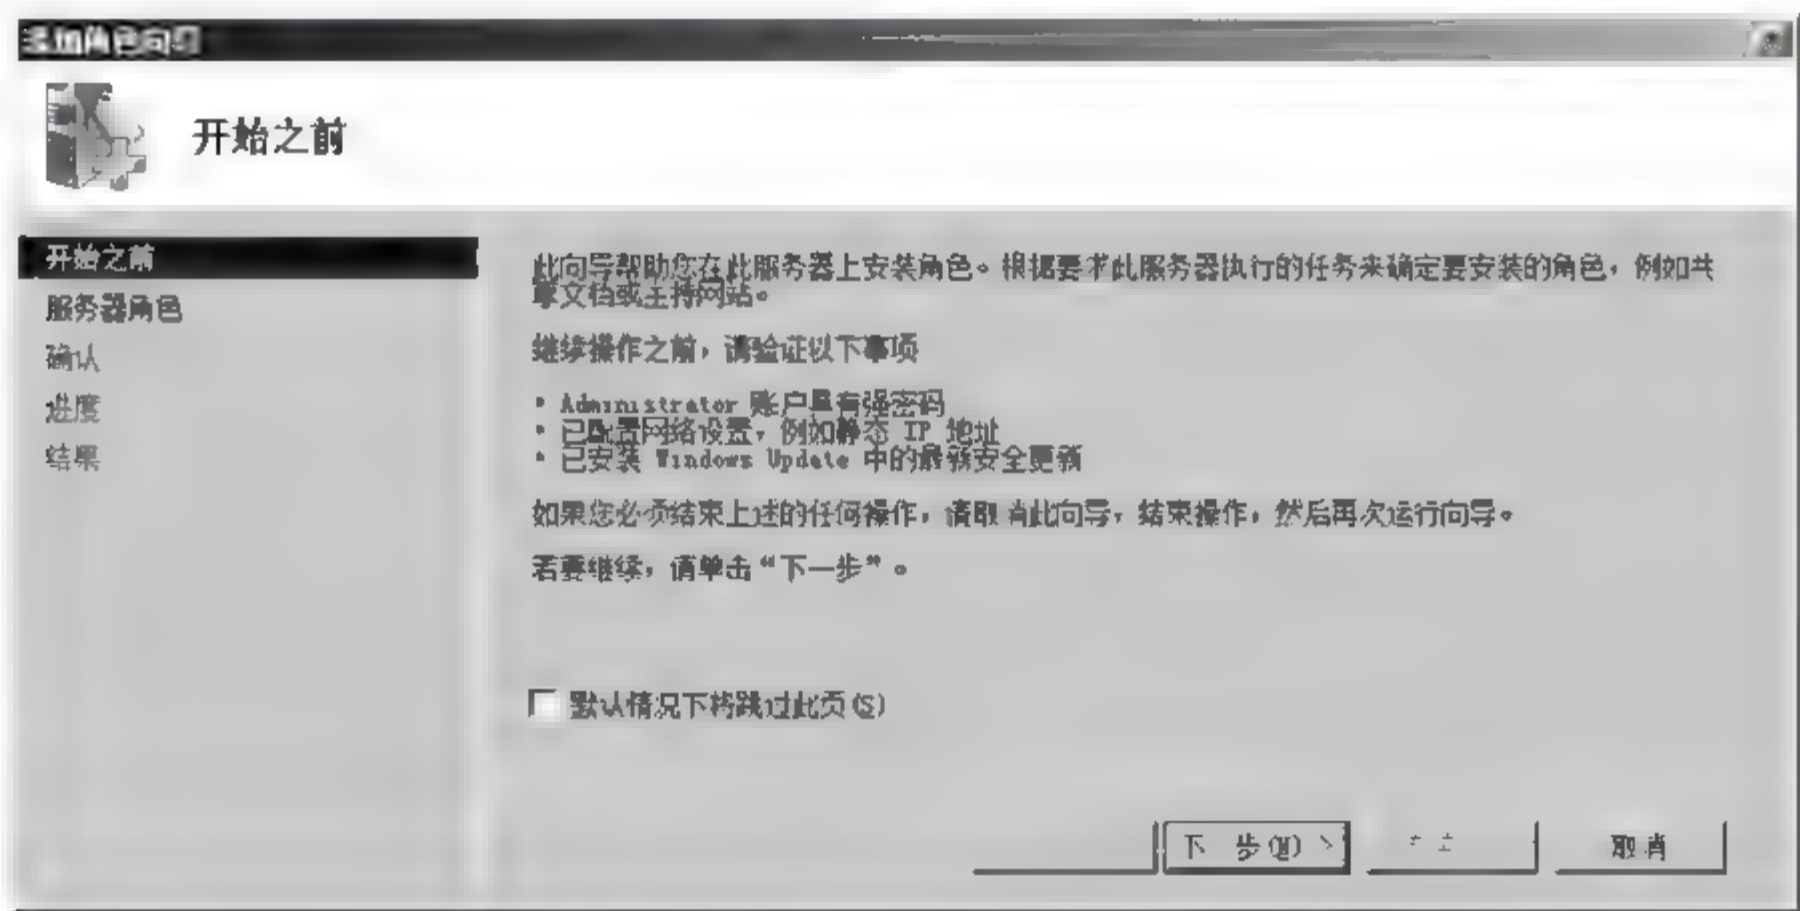 添加角色向导
开始之前
开始之前
服务器角色
确认
进度
结果
此向导帮助您在此服务器上安装角色。根据要求此服务器执行的任务来确定要安装的角色，例如共
享文档或主持网站。
继续操作之前，请验证以下事项
• Administrator 账户具有强密码
• 已配置网络设置，例如静态 IP 地址
• 已安装 Windows Update 中的最新安全更新
如果您必须结束上述的任何操作，请取消此向导，结束操作，然后再次运行向导。
若要继续，请单击“下一步”。
默认情况下将跳过此页(S)
下一步(N) >
取消